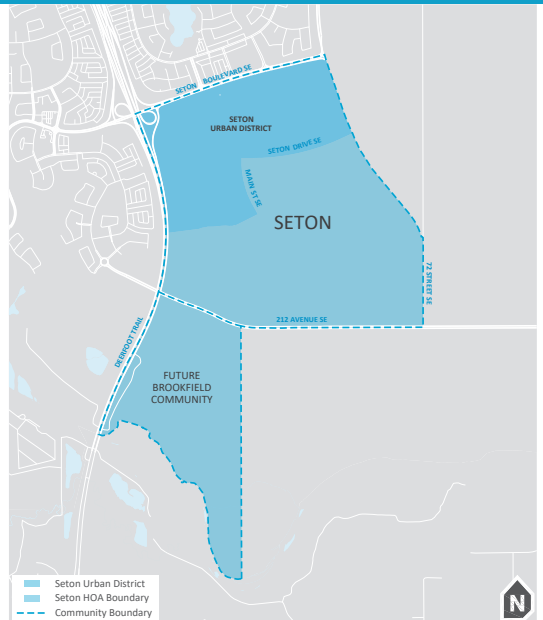 SETON BOULEVARD SE
SETON
URBAN DISTRICT
SETON DRIVE SE
MAIN ST SE
SETON
72 STREET SE
212 AVENUE SE
DEERFOOT TRAIL
FUTURE
BROOKFIELD
COMMUNITY
Seton Urban District
Seton HOA Boundary
Community Boundary
N